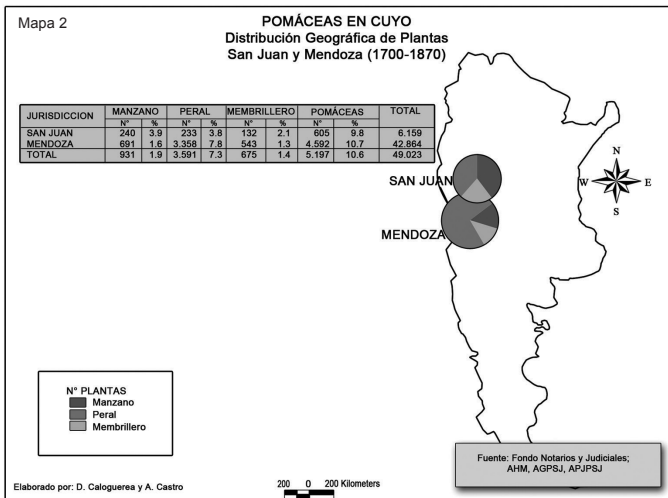 Mapa 2
POMÁCEAS EN CUYO
Distribución Geográfica de Plantas
San Juan y Mendoza (1700-1870)
JURISDICCION MANZANO PERAL MEMBRILLERO POMÁCEAS TOTAL
N° % N° % N° % N° %
SAN JUAN 240 3.9 233 3.8 132 2.1 605 9.8 6.159
MENDOZA 691 1.6 3.358 7.8 543 1.3 4.592 10.7 42.864
TOTAL 931 1.9 3.591 7.3 675 1.4 5.197 10.6 49.023
N
W E
S
SAN JUAN
MENDOZA
N° PLANTAS
Manzano
Peral
Membrillero
Fuente: Fondo Notarios y Judiciales;
AHM, AGPSJ, APJPSJ
Elaborado por: D. Caloguerea y A. Castro
200 0 200 Kilometers